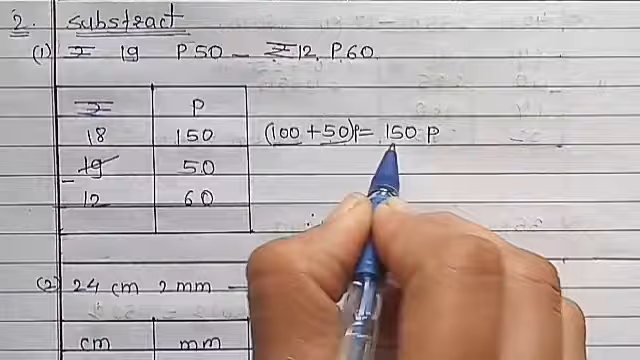 2. Substract
(1) ₹ 19 P.50 - ₹12. P.60.
₹ P
18 150 (100 + 50)P = 150 P
19 50
- 12 60
(2) 24 cm 2 mm -
cm mm